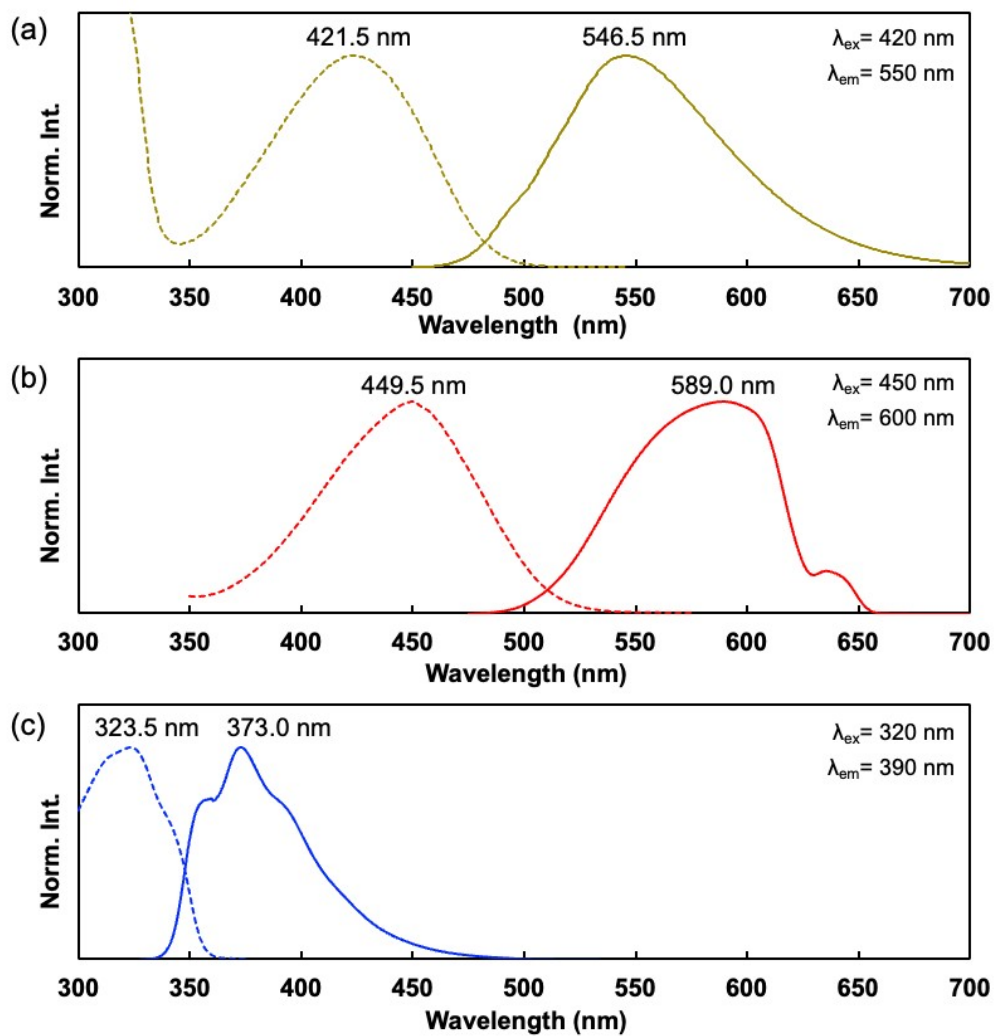 (a)
421.5 nm 546.5 nm
λex= 420 nm
λem= 550 nm
Norm. Int.
300 350 400 450 500 550 600 650 700
Wavelength (nm)
(b)
449.5 nm 589.0 nm
λex= 450 nm
λem= 600 nm
Norm. Int.
300 350 400 450 500 550 600 650 700
Wavelength (nm)
(c)
323.5 nm 373.0 nm
λex= 320 nm
λem= 390 nm
Norm. Int.
300 350 400 450 500 550 600 650 700
Wavelength (nm)